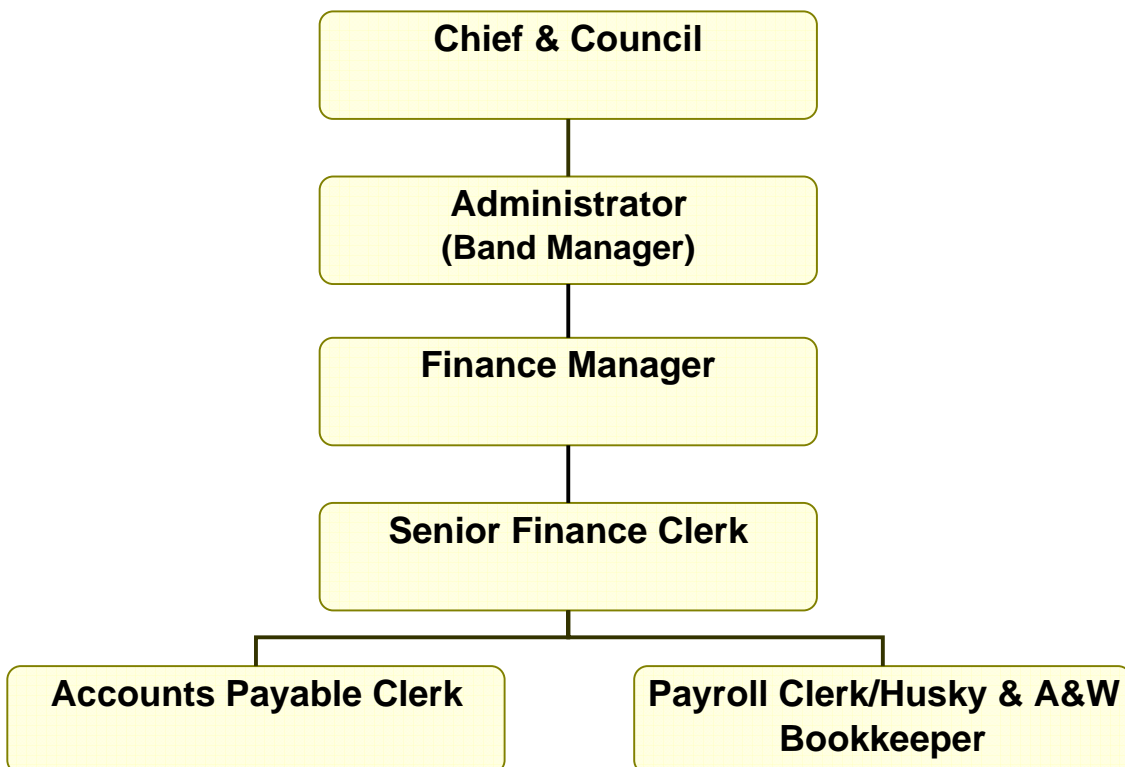 Chief & Council
Administrator
(Band Manager)
Finance Manager
Senior Finance Clerk
Accounts Payable Clerk
Payroll Clerk/Husky & A&W
Bookkeeper